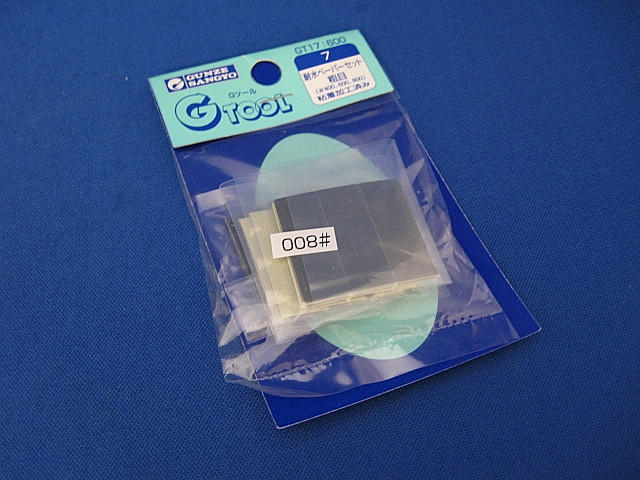 GUNZE
SANGYO
Gツール
G TOOL
GT17:600
7
耐水ペーパーセット
粗目
(#400,600,800)
粘着加工済み
#800